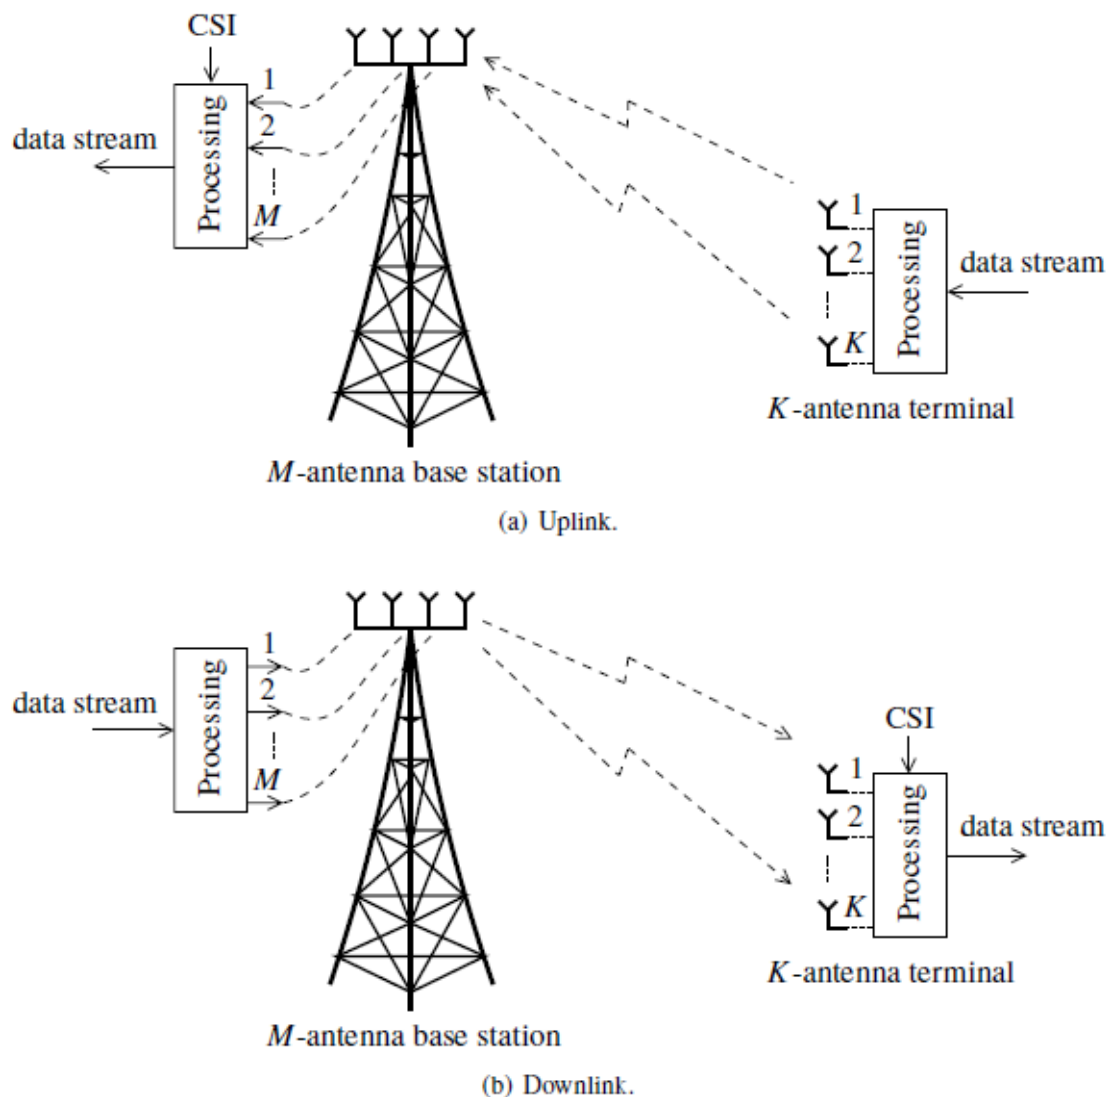 CSI
1
2
M
Processing
data stream
1
2
K
Processing
data stream
K-antenna terminal
M-antenna base station
(a) Uplink.
1
2
M
Processing
data stream
CSI
1
2
K
Processing
data stream
K-antenna terminal
M-antenna base station
(b) Downlink.